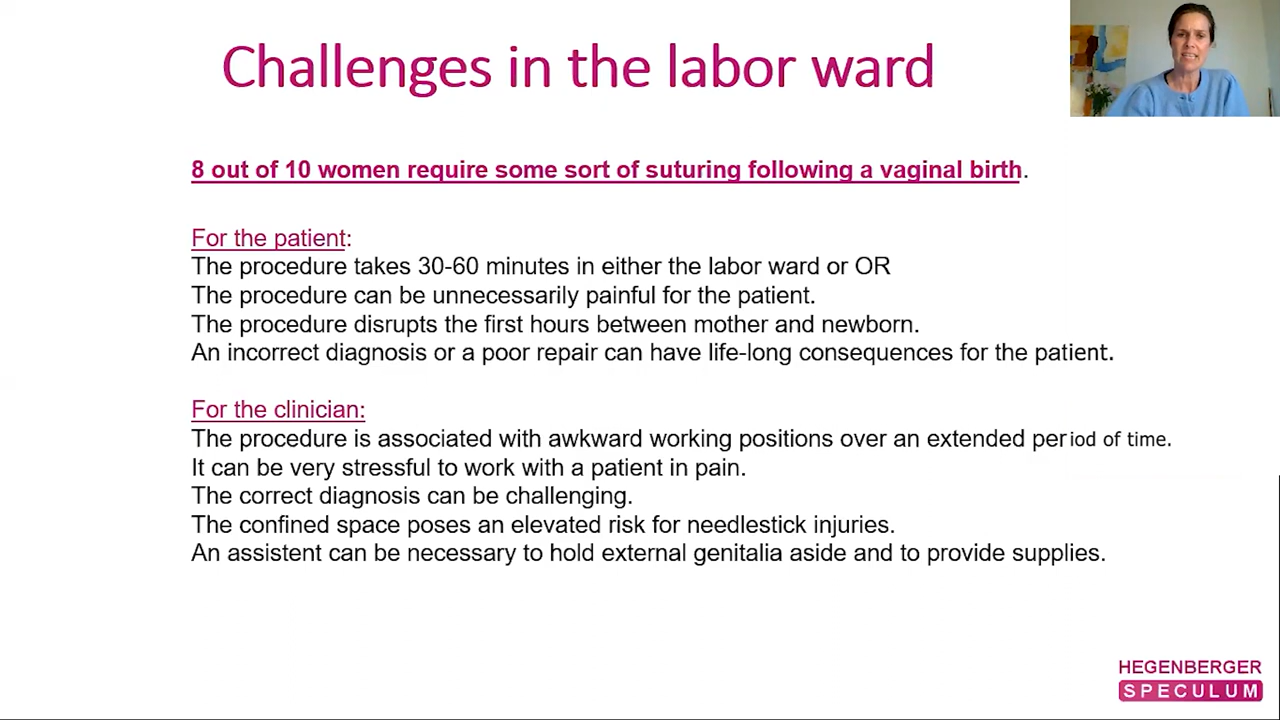 Challenges in the labor ward
8 out of 10 women require some sort of suturing following a vaginal birth.
For the patient:
The procedure takes 30-60 minutes in either the labor ward or OR
The procedure can be unnecessarily painful for the patient.
The procedure disrupts the first hours between mother and newborn.
An incorrect diagnosis or a poor repair can have life-long consequences for the patient.
For the clinician:
The procedure is associated with awkward working positions over an extended period of time.
It can be very stressful to work with a patient in pain.
The correct diagnosis can be challenging.
The confined space poses an elevated risk for needlestick injuries.
An assistent can be necessary to hold external genitalia aside and to provide supplies.
HEGENBERGER
SPECULUM